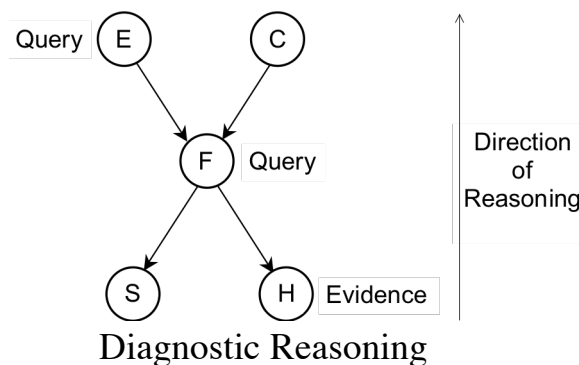 Query E C
F Query
Direction
of
Reasoning
S H Evidence
Diagnostic Reasoning